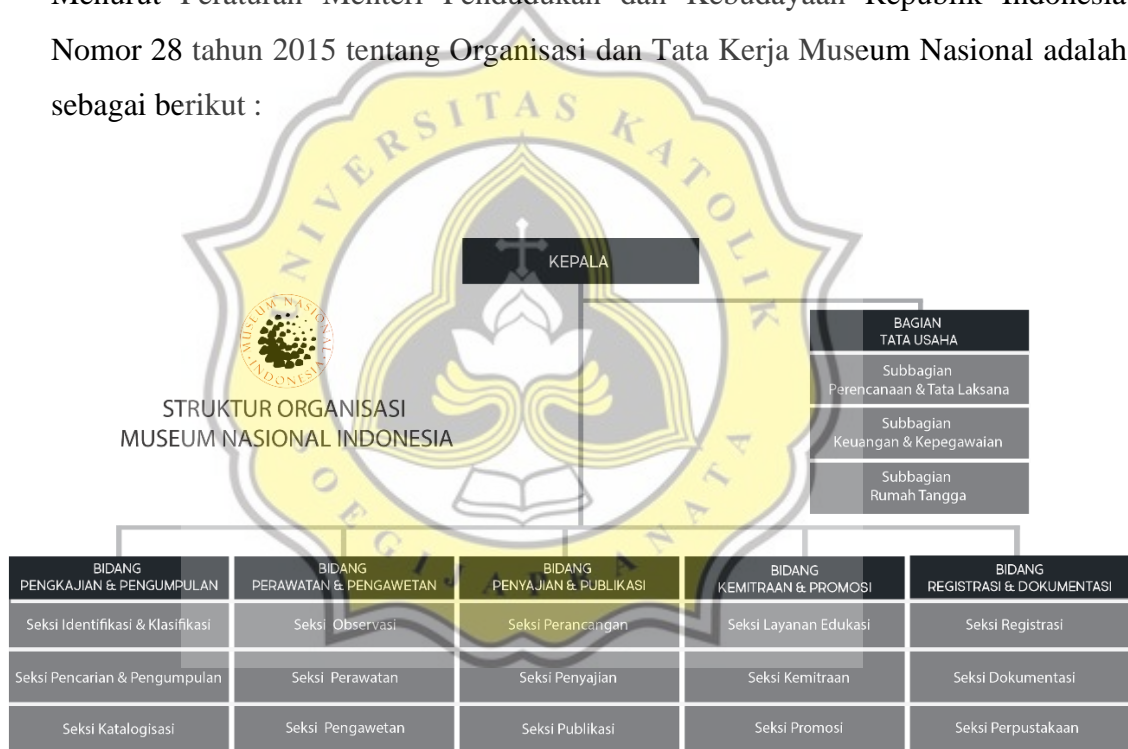 Menurut Peraturan Menteri Pendudukan dan Kebudayaan Republik Indonesia
Nomor 28 tahun 2015 tentang Organisasi dan Tata Kerja Museum Nasional adalah
sebagai berikut :
UNIVERSITAS KATOLIK
SOEGIJAPRANATA
KEPALA
MUSEUM NASIONAL
INDONESIA
STRUKTUR ORGANISASI
MUSEUM NASIONAL INDONESIA
BAGIAN
TATA USAHA
Subbagian
Perencanaan & Tata Laksana
Subbagian
Keuangan & Kepegawaian
Subbagian
Rumah Tangga
BIDANG
PENGKAJIAN & PENGUMPULAN
Seksi Identifikasi & Klasifikasi
Seksi Pencarian & Pengumpulan
Seksi Katalogisasi
BIDANG
PERAWATAN & PENGAWETAN
Seksi Observasi
Seksi Perawatan
Seksi Pengawetan
BIDANG
PENYAJIAN & PUBLIKASI
Seksi Perancangan
Seksi Penyajian
Seksi Publikasi
BIDANG
KEMITRAAN & PROMOSI
Seksi Layanan Edukasi
Seksi Kemitraan
Seksi Promosi
BIDANG
REGISTRASI & DOKUMENTASI
Seksi Registrasi
Seksi Dokumentasi
Seksi Perpustakaan